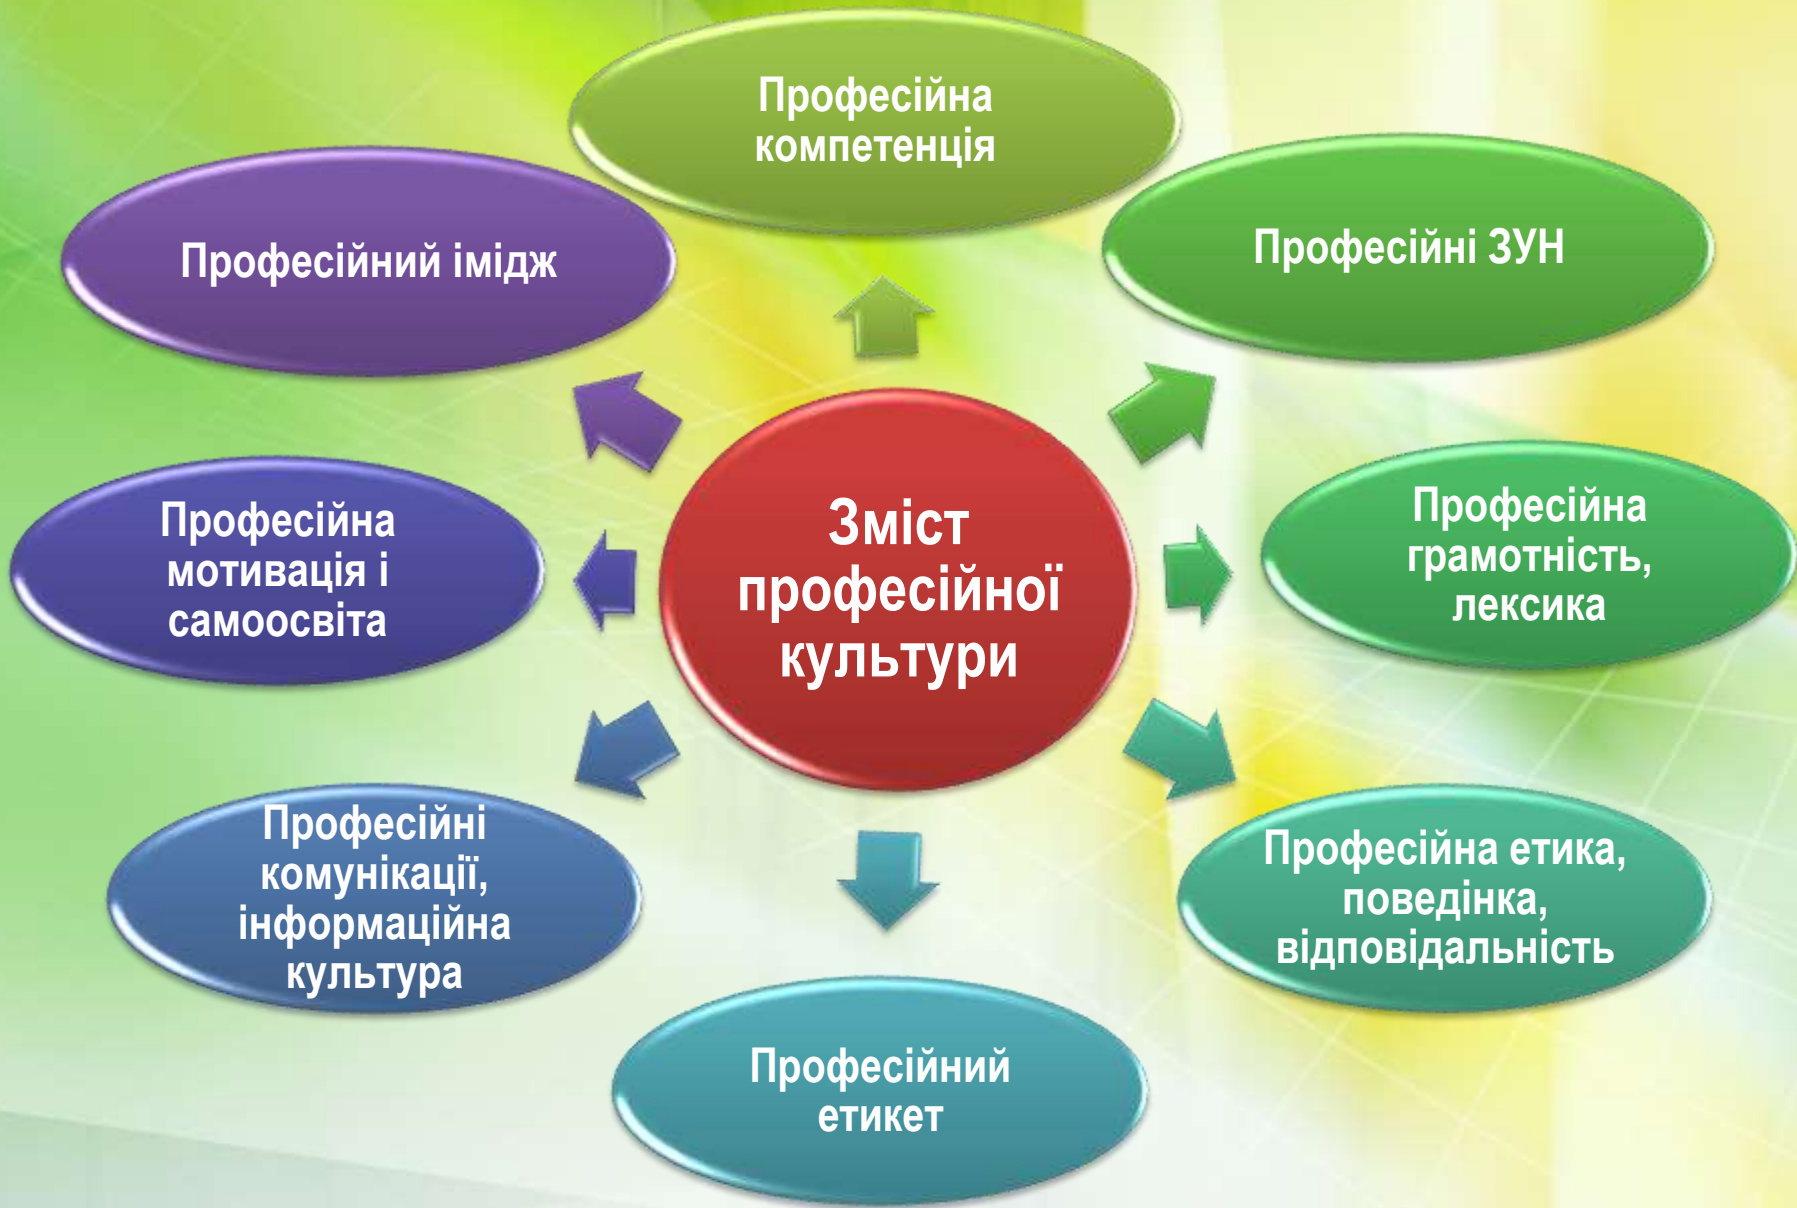 Професійна
компетенція
Професійний імідж
Професійні ЗУН
Професійна
мотивація і
самоосвіта
Зміст
професійної
культури
Професійна
грамотність,
лексика
Професійні
комунікації,
інформаційна
культура
Професійна етика,
поведінка,
відповідальність
Професійний
етикет